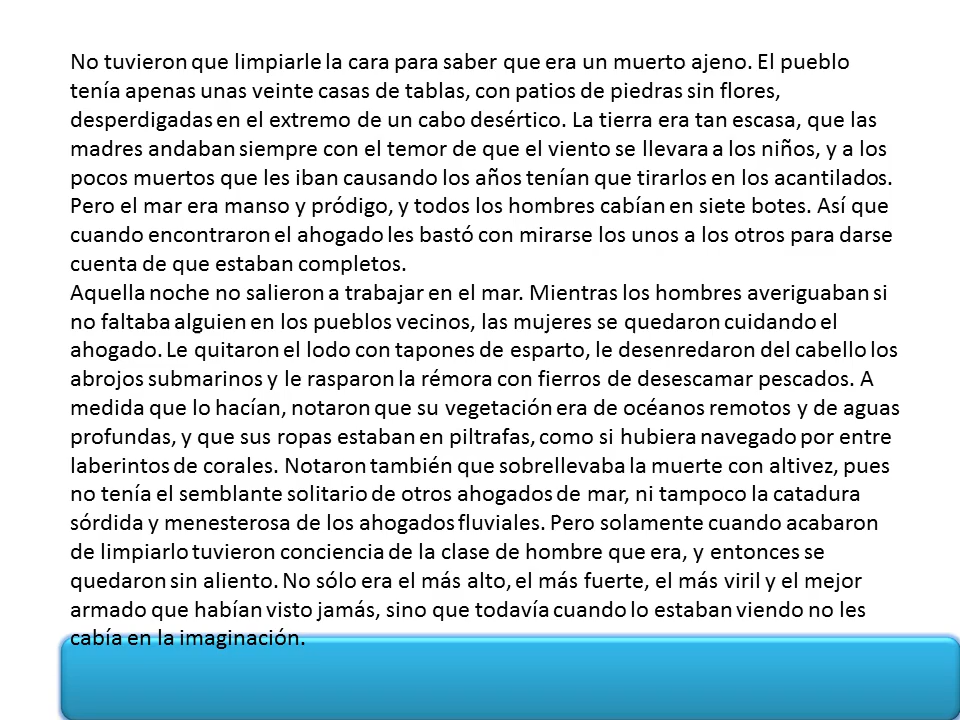 No tuvieron que limpiarle la cara para saber que era un muerto ajeno. El pueblo
tenía apenas unas veinte casas de tablas, con patios de piedras sin flores,
desperdigadas en el extremo de un cabo desértico. La tierra era tan escasa, que las
madres andaban siempre con el temor de que el viento se llevara a los niños, y a los
pocos muertos que les iban causando los años tenían que tirarlos en los acantilados.
Pero el mar era manso y pródigo, y todos los hombres cabían en siete botes. Así que
cuando encontraron el ahogado les bastó con mirarse los unos a los otros para darse
cuenta de que estaban completos.
Aquella noche no salieron a trabajar en el mar. Mientras los hombres averiguaban si
no faltaba alguien en los pueblos vecinos, las mujeres se quedaron cuidando el
ahogado. Le quitaron el lodo con tapones de esparto, le desenredaron del cabello los
abrojos submarinos y le rasparon la rémora con fierros de desescamar pescados. A
medida que lo hacían, notaron que su vegetación era de océanos remotos y de aguas
profundas, y que sus ropas estaban en piltrafas, como si hubiera navegado por entre
laberintos de corales. Notaron también que sobrellevaba la muerte con altivez, pues
no tenía el semblante solitario de otros ahogados de mar, ni tampoco la catadura
sórdida y menesterosa de los ahogados fluviales. Pero solamente cuando acabaron
de limpiarlo tuvieron conciencia de la clase de hombre que era, y entonces se
quedaron sin aliento. No sólo era el más alto, el más fuerte, el más viril y el mejor
armado que habían visto jamás, sino que todavía cuando lo estaban viendo no les
cabía en la imaginación.